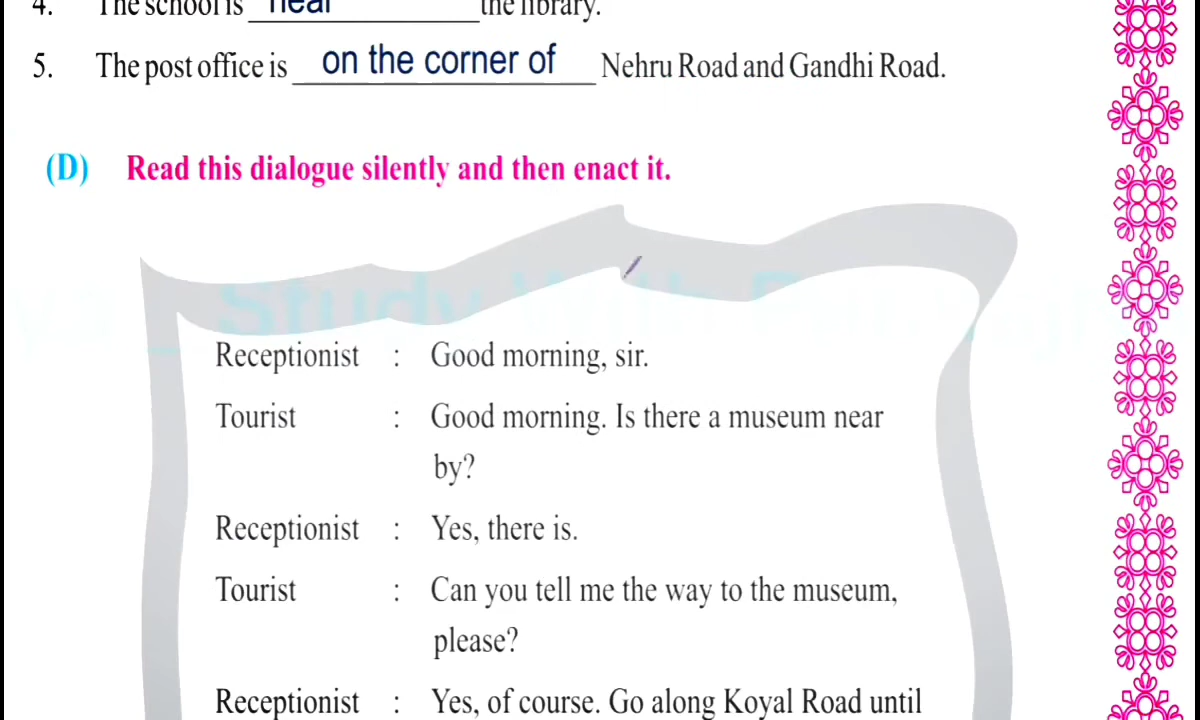 4. The school is near the library.
5. The post office is on the corner of Nehru Road and Gandhi Road.
(D) Read this dialogue silently and then enact it.
Study With
Receptionist : Good morning, sir.
Tourist : Good morning. Is there a museum near
by?
Receptionist : Yes, there is.
Tourist : Can you tell me the way to the museum,
please?
Receptionist : Yes, of course. Go along Koyal Road until